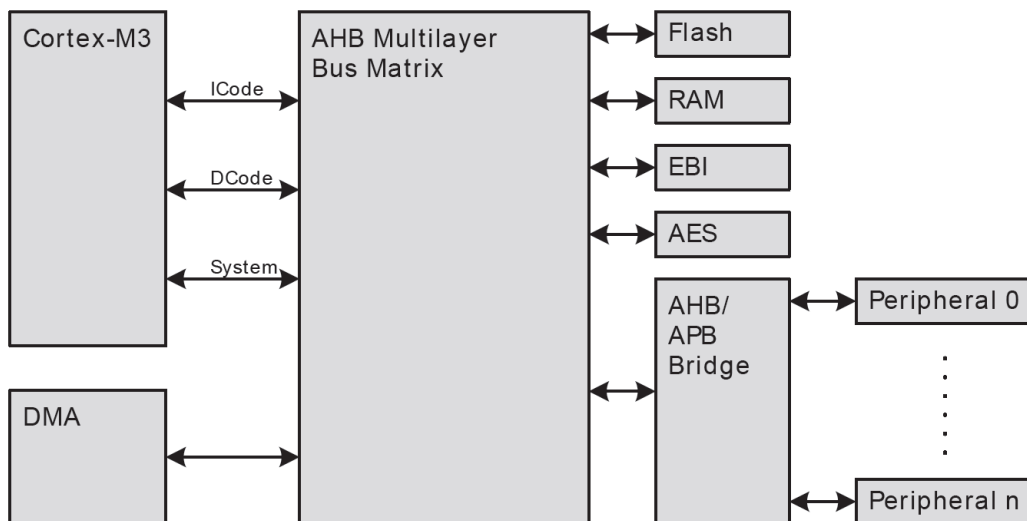 Cortex-M3
AHB Multilayer
Bus Matrix
Flash
RAM
EBI
AES
ICode
DCode
System
AHB/
APB
Bridge
Peripheral 0
DMA
Peripheral n